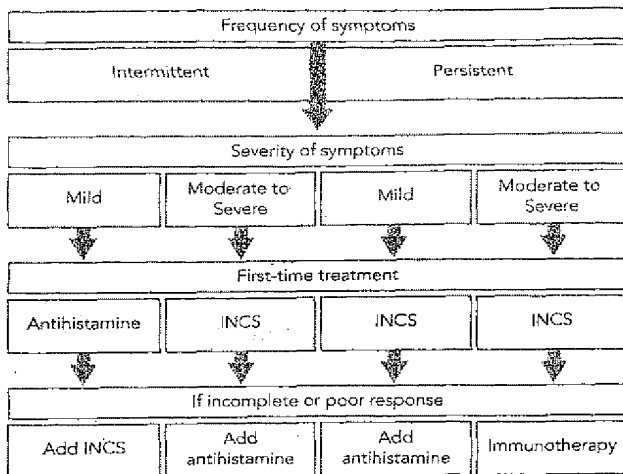 Frequency of symptoms
Intermittent Persistent
Severity of symptoms
Mild Moderate to Severe Mild Moderate to Severe
First-time treatment
Antihistamine INCS INCS INCS
If incomplete or poor response
Add INCS Add antihistamine Add antihistamine Immunotherapy